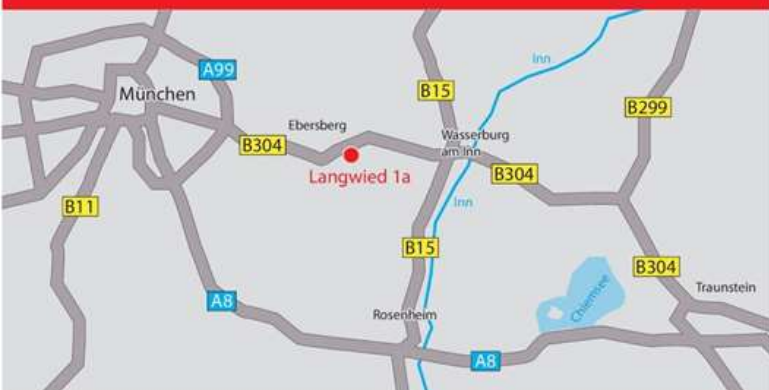 Inn
A99
B15
München
B299
Ebersberg
Wasserburg
am Inn
B304
B304
Langwied 1a
B11
Inn
B15
B304
Chiemsee
Traunstein
A8
Rosenheim
A8